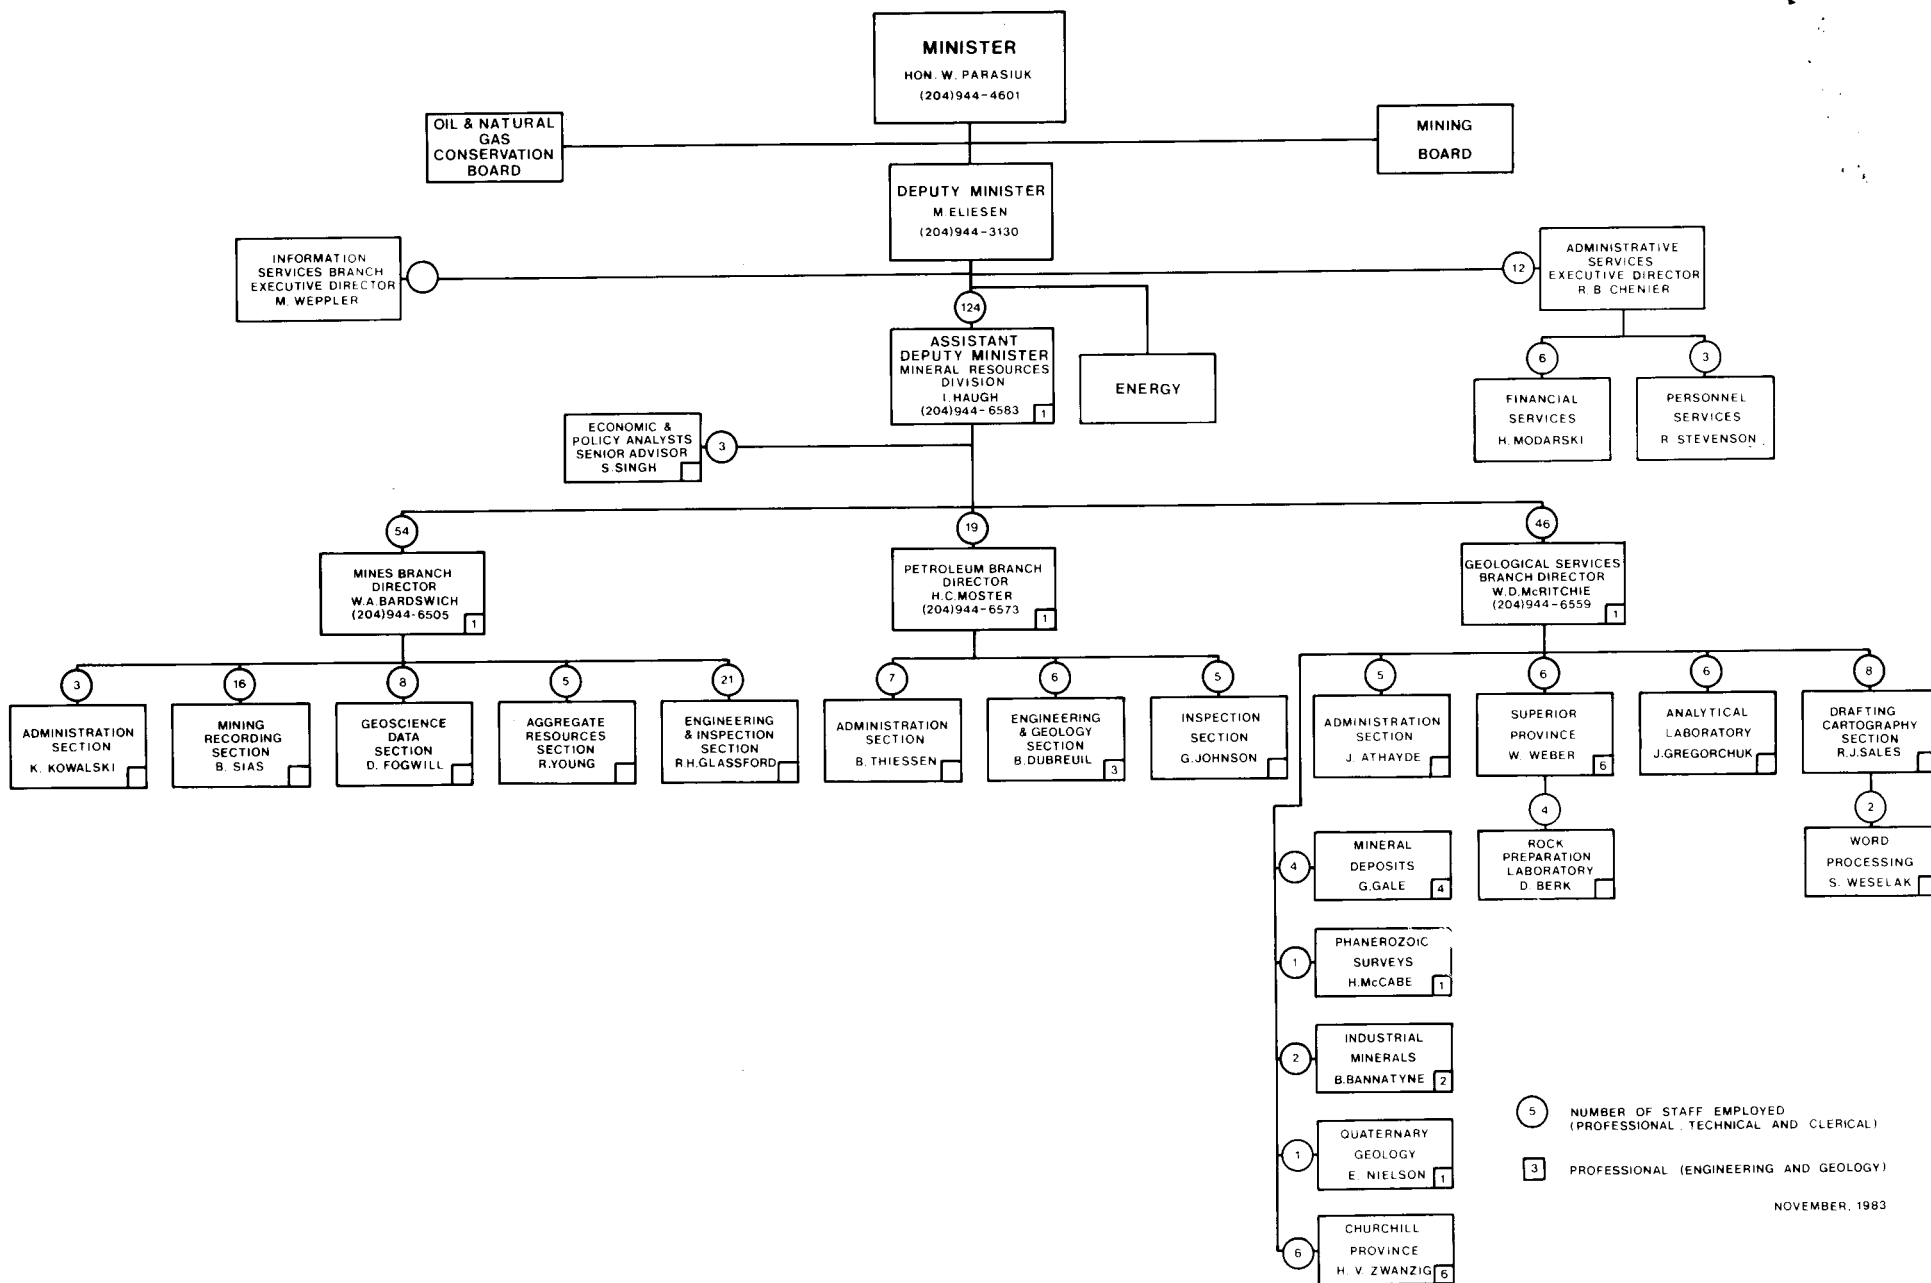 MINISTER
HON. W. PARASIUK
(204)944-4601
OIL & NATURAL
GAS
CONSERVATION
BOARD
MINING
BOARD
DEPUTY MINISTER
M. ELIESEN
(204)944-3130
INFORMATION
SERVICES BRANCH
EXECUTIVE DIRECTOR
M. WEPPLER
12
ADMINISTRATIVE
SERVICES
EXECUTIVE DIRECTOR
R. B. CHENIER
124
ASSISTANT
DEPUTY MINISTER
MINERAL RESOURCES
DIVISION
I. HAUGH
(204)944-6583
1
ENERGY
6
FINANCIAL
SERVICES
H. MODARSKI
3
PERSONNEL
SERVICES
R. STEVENSON
ECONOMIC &
POLICY ANALYSTS
SENIOR ADVISOR
S. SINGH
3
54
MINES BRANCH
DIRECTOR
W.A.BARDSWICH
(204)944-6505
1
19
PETROLEUM BRANCH
DIRECTOR
H.C.MOSTER
(204)944-6573
1
46
GEOLOGICAL SERVICES
BRANCH DIRECTOR
W.D.McRITCHIE
(204)944-6559
1
3
ADMINISTRATION
SECTION
K. KOWALSKI
16
MINING
RECORDING
SECTION
B. SIAS
8
GEOSCIENCE
DATA
SECTION
D. FOGWILL
5
AGGREGATE
RESOURCES
SECTION
R.YOUNG
21
ENGINEERING
& INSPECTION
SECTION
R.H.GLASSFORD
7
ADMINISTRATION
SECTION
B. THIESSEN
6
ENGINEERING
& GEOLOGY
SECTION
B.DUBREUIL
3
5
INSPECTION
SECTION
G.JOHNSON
5
ADMINISTRATION
SECTION
J. ATHAYDE
6
SUPERIOR
PROVINCE
W. WEBER
6
6
ANALYTICAL
LABORATORY
J.GREGORCHUK
8
DRAFTING
CARTOGRAPHY
SECTION
R.J.SALES
4
MINERAL
DEPOSITS
G.GALE
4
4
ROCK
PREPARATION
LABORATORY
D. BERK
2
WORD
PROCESSING
S. WESELAK
1
PHANEROZOIC
SURVEYS
H.McCABE
1
2
INDUSTRIAL
MINERALS
B.BANNATYNE
2
1
QUATERNARY
GEOLOGY
E. NIELSON
1
6
CHURCHILL
PROVINCE
H. V. ZWANZIG
6
5
NUMBER OF STAFF EMPLOYED
(PROFESSIONAL, TECHNICAL AND CLERICAL)
3
PROFESSIONAL (ENGINEERING AND GEOLOGY)
NOVEMBER, 1983